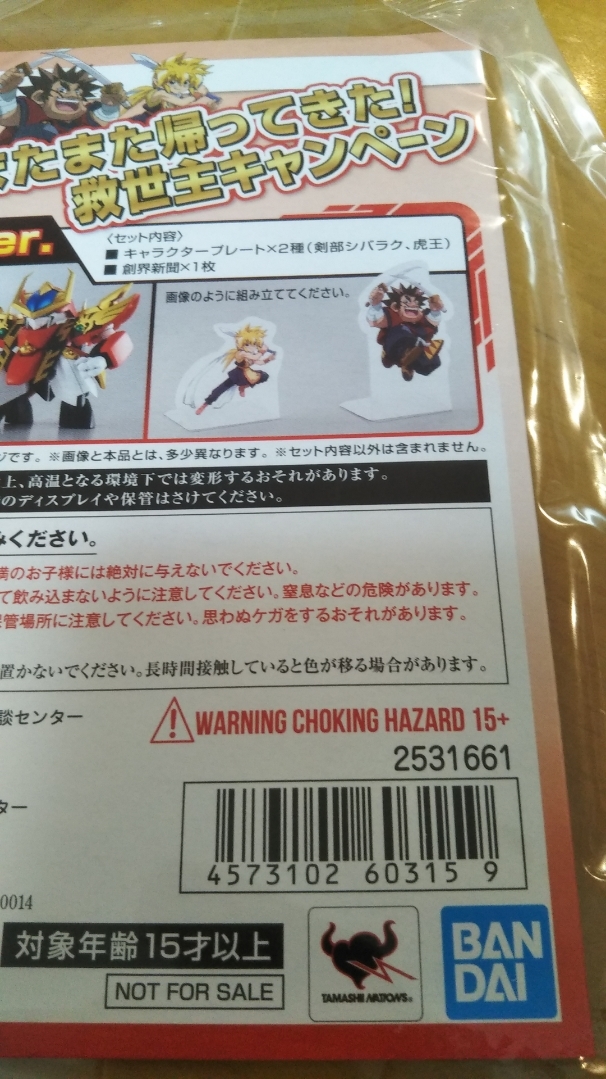 またまた帰ってきた!
救世主キャンペーン
er.
〈セット内容〉
■ キャラクタープレート×2種(剣部シバラク、虎王)
■ 創界新聞×1枚
画像のように組み立ててください。
ジです。※画像と本品とは、多少異なります。※セット内容以外は含まれません。
上、高温となる環境下では変形するおそれがあります。
のディスプレイや保管はさけてください。
ください。
満のお子様には絶対に与えないでください。
て飲み込まないように注意してください。窒息などの危険があります。
管場所に注意してください。思わぬケガをするおそれがあります。
置かないでください。長時間接触していると色が移る場合があります。
談センター
WARNING CHOKING HAZARD 15+
2531661
ター
4573102 60315 9
0014
対象年齢15才以上
NOT FOR SALE
TAMASHII NATIONS®
BAN
DAI